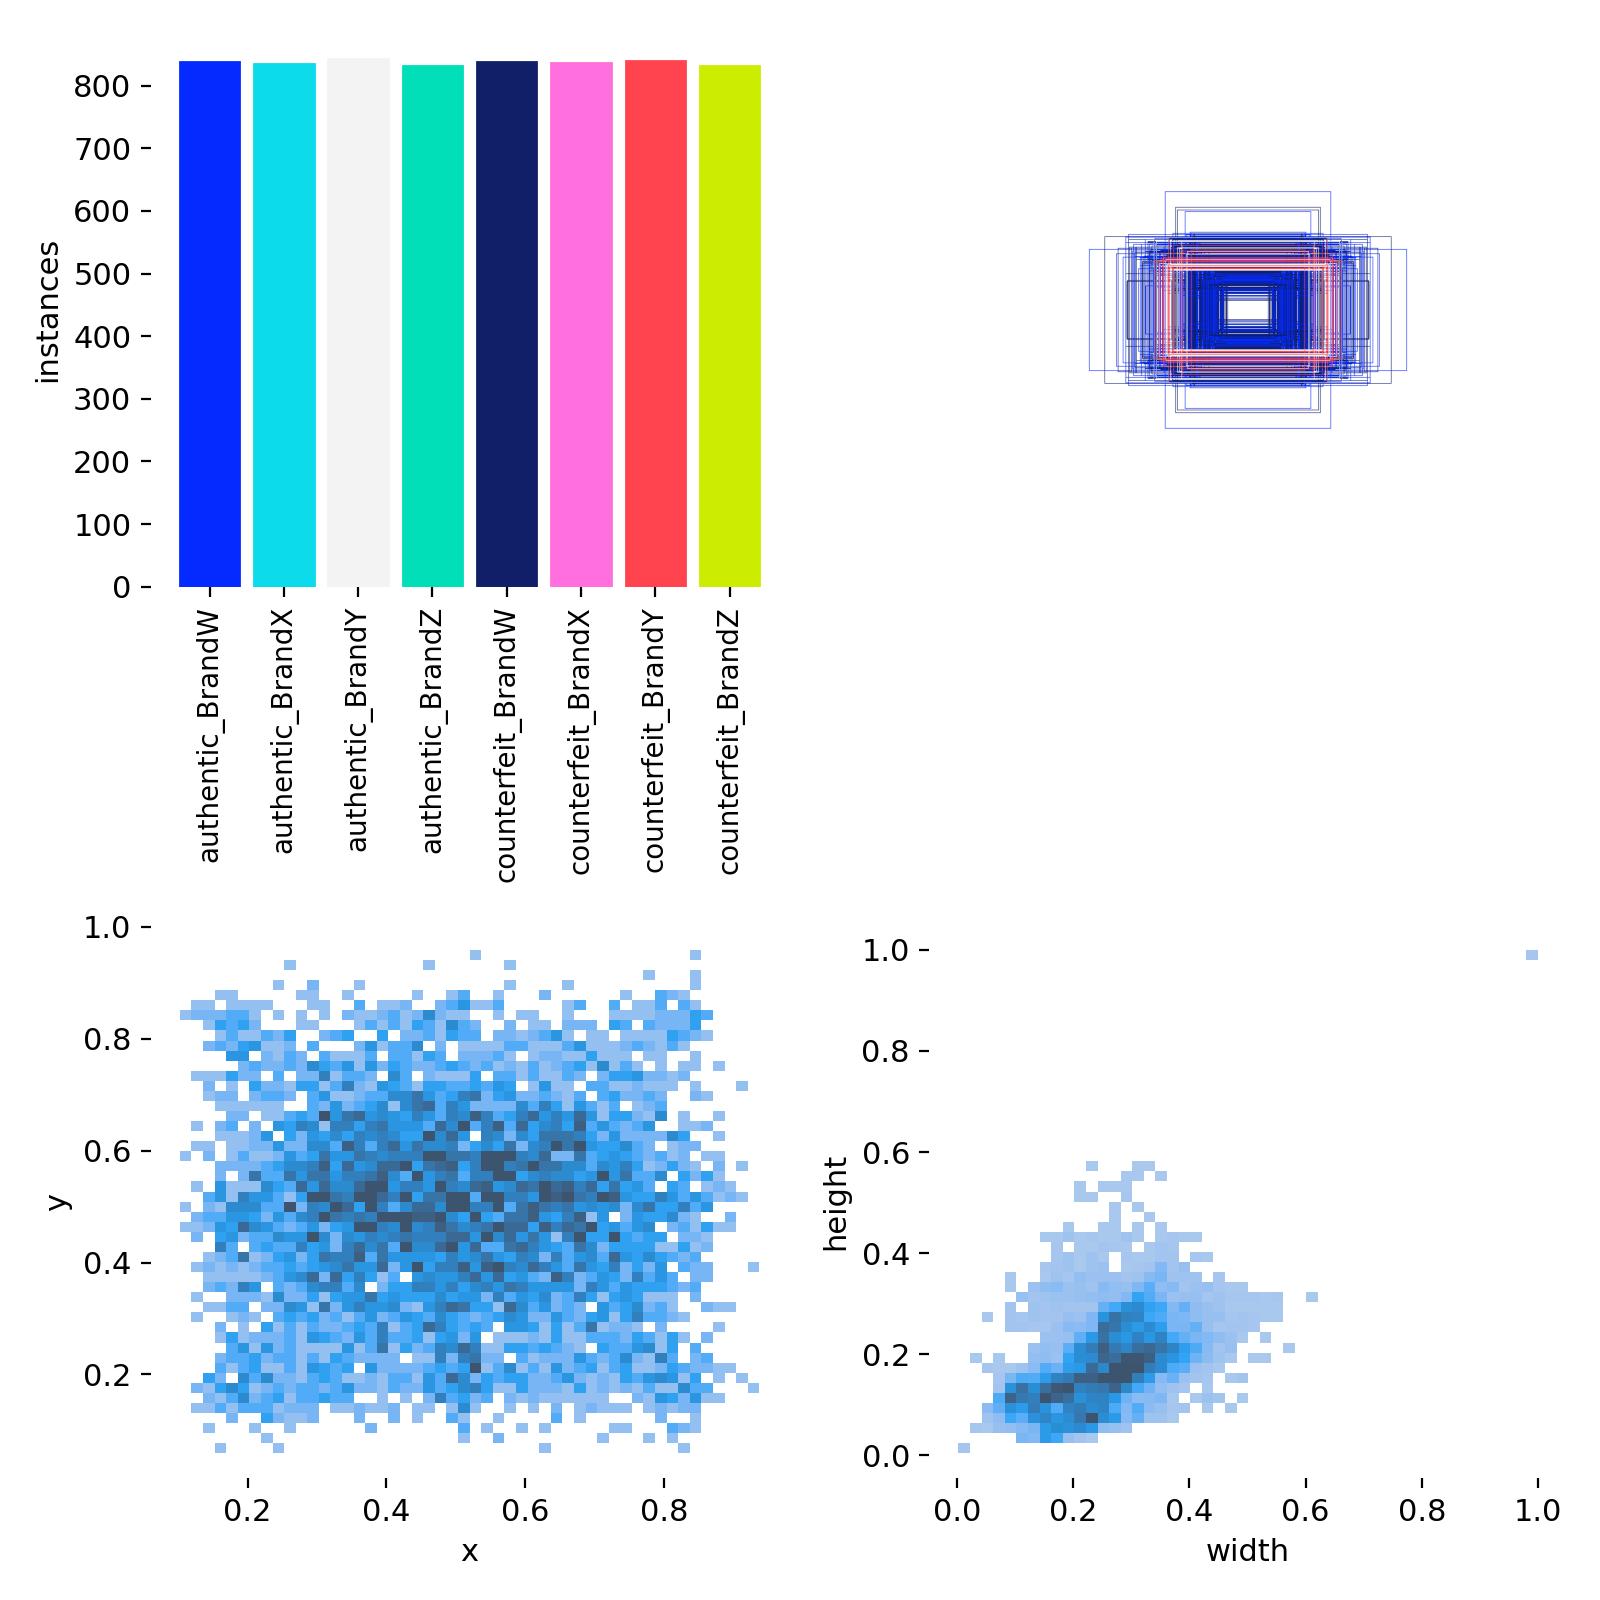 800
700
600
500
400
300
200
100
0
instances
authentic_BrandW
authentic_BrandX
authentic_BrandY
authentic_BrandZ
counterfeit_BrandW
counterfeit_BrandX
counterfeit_BrandY
counterfeit_BrandZ
1.0
0.8
0.6
0.4
0.2
y
0.2 0.4 0.6 0.8
x
1.0
0.8
0.6
0.4
0.2
0.0
height
0.0 0.2 0.4 0.6 0.8 1.0
width